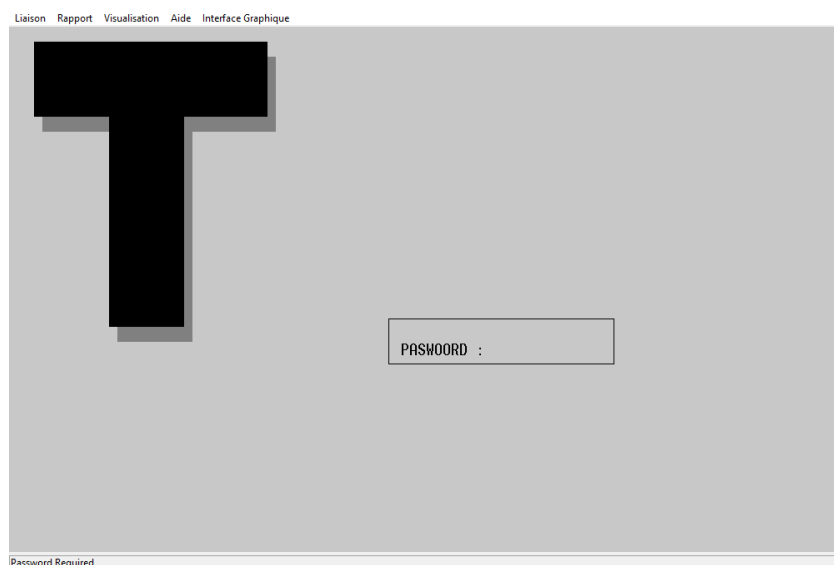 Liaison Rapport Visualisation Aide Interface Graphique
T
PASWOORD :
Password Required